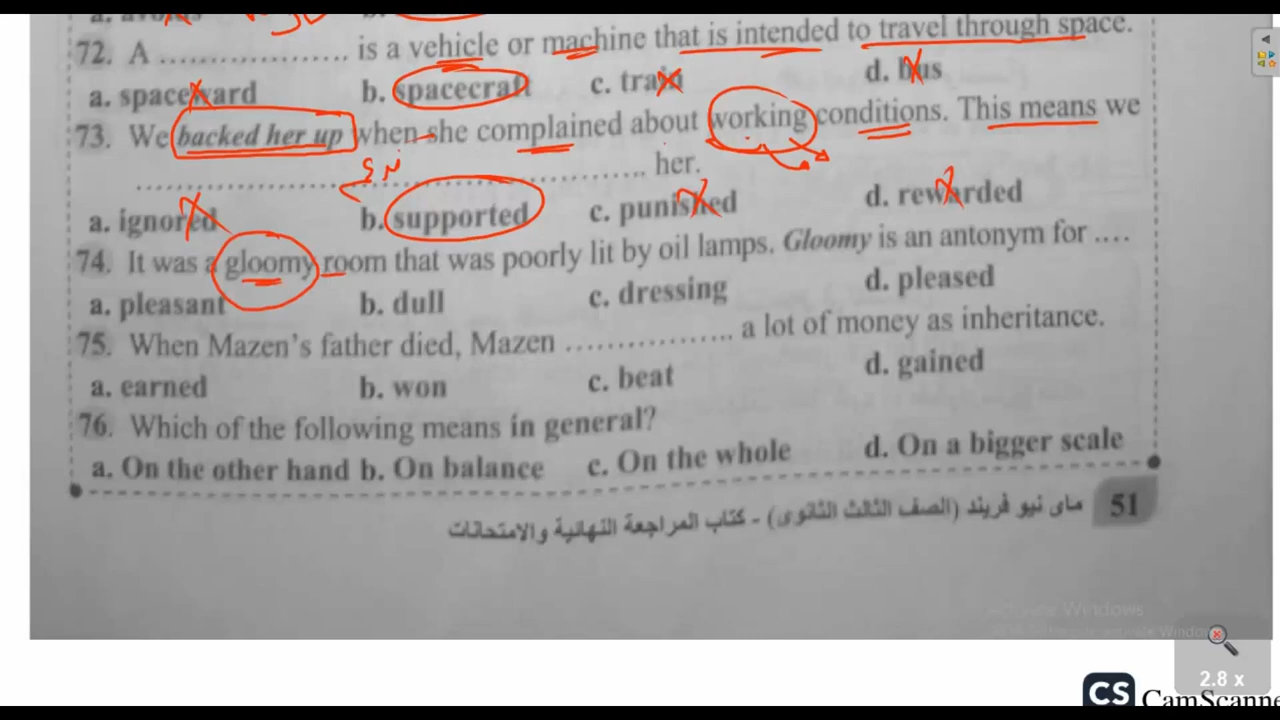 72. A .................. is a vehicle or machine that is intended to travel through space.
a. spaceward b. spacecraft c. train d. bus
73. We backed her up when she complained about working conditions. This means we
.................................................. her.
a. ignored b. supported c. punished d. rewarded
74. It was a gloomy room that was poorly lit by oil lamps. Gloomy is an antonym for ....
a. pleasant b. dull c. dressing d. pleased
75. When Mazen's father died, Mazen ................ a lot of money as inheritance.
a. earned b. won c. beat d. gained
76. Which of the following means in general?
a. On the other hand b. On balance c. On the whole d. On a bigger scale
51 ماى نيو فريند (الصف الثالث الثانوى) - كتاب المراجعة النهائية والامتحانات
2.8 x
CS CamScanne